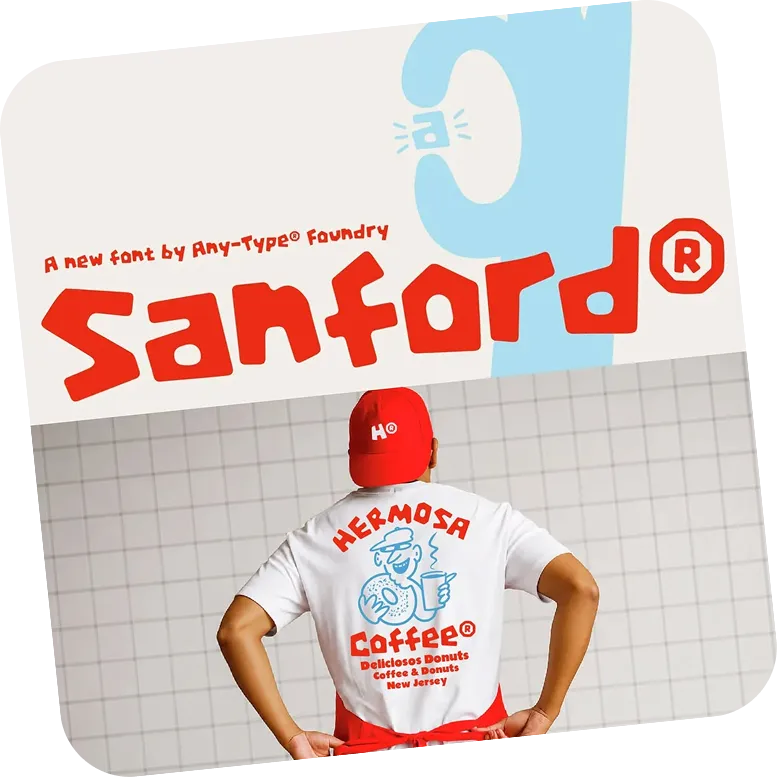 a
A new font by Any-Type® Foundry
Sanford®
H®
HERMOSA
Coffee®
Deliciosos Donuts
Coffee & Donuts
New Jersey